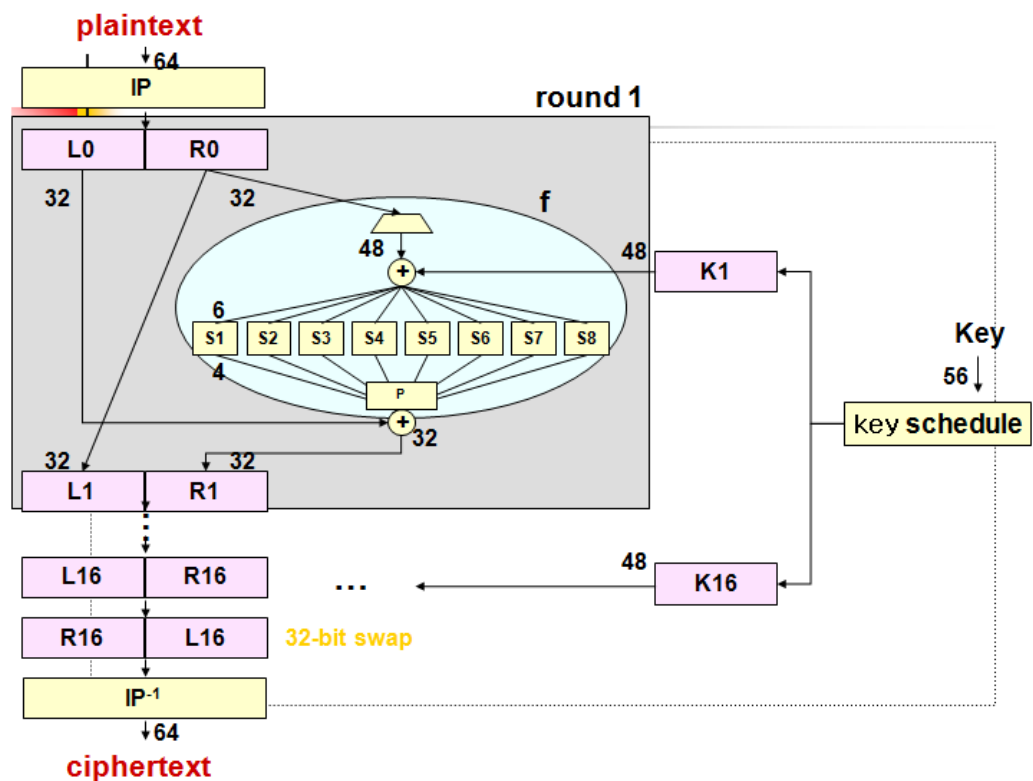 plaintext
64
IP
round 1
L0 R0
32 32 f
48 48 K1
+
6
S1 S2 S3 S4 S5 S6 S7 S8
4
Key
56
P
key schedule
+
32
32 32
L1 R1
⋮
L16 R16 ... 48 K16
R16 L16 32-bit swap
IP-1
64
ciphertext